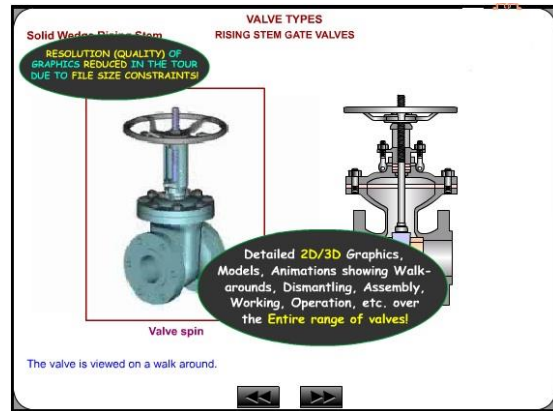 VALVE TYPES
Solid Wedge Rising Stem
RISING STEM GATE VALVES
RESOLUTION (QUALITY) OF
GRAPHICS REDUCED IN THE TOUR
DUE TO FILE SIZE CONSTRAINTS!
Detailed 2D/3D Graphics,
Models, Animations showing Walk-
arounds, Dismantling, Assembly,
Working, Operation, etc. over
the Entire range of valves!
Valve spin
The valve is viewed on a walk around.